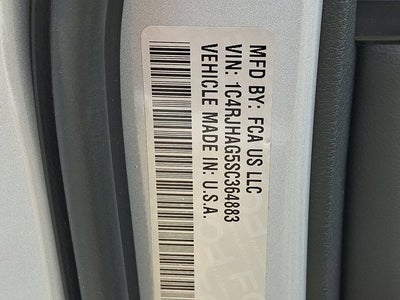 MFD BY: FCA US LLC
VIN: 1C4RJHAG5SC364883
VEHICLE MADE IN: U.S.A.